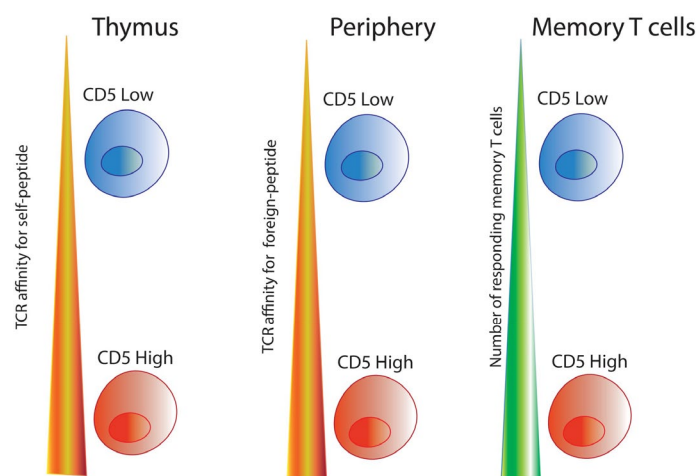 Thymus
CD5 Low
TCR affinity for self-peptide
CD5 High
Periphery
CD5 Low
TCR affinity for foreign-peptide
CD5 High
Memory T cells
CD5 Low
Number of responding memory T cells
CD5 High